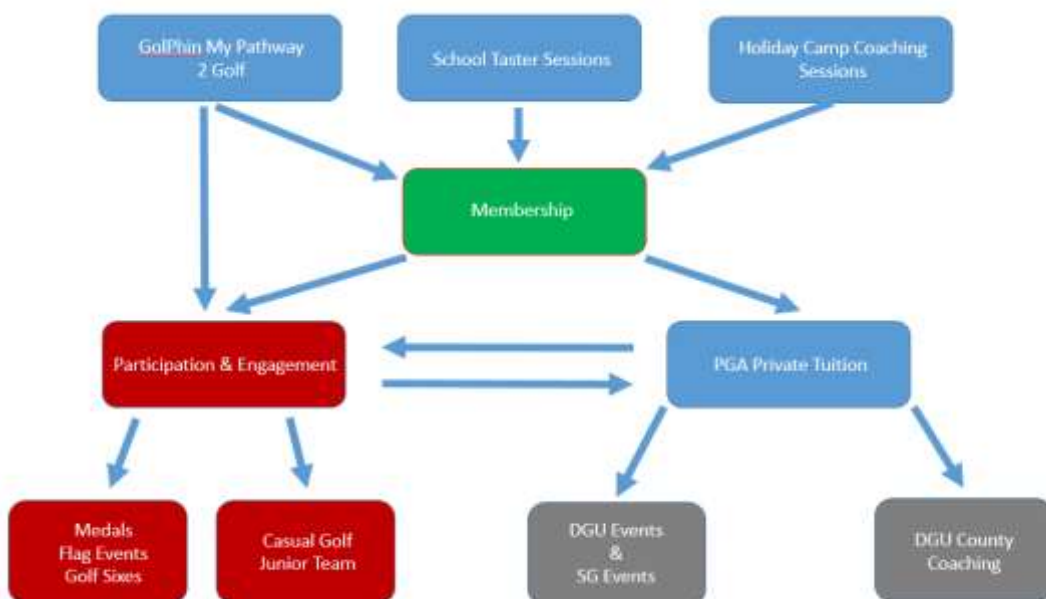 GolPhin My Pathway
2 Golf
School Taster Sessions
Holiday Camp Coaching
Sessions
Membership
Participation & Engagement
PGA Private Tuition
Medals
Flag Events
Golf Sixes
Casual Golf
Junior Team
DGU Events
&
SG Events
DGU County
Coaching